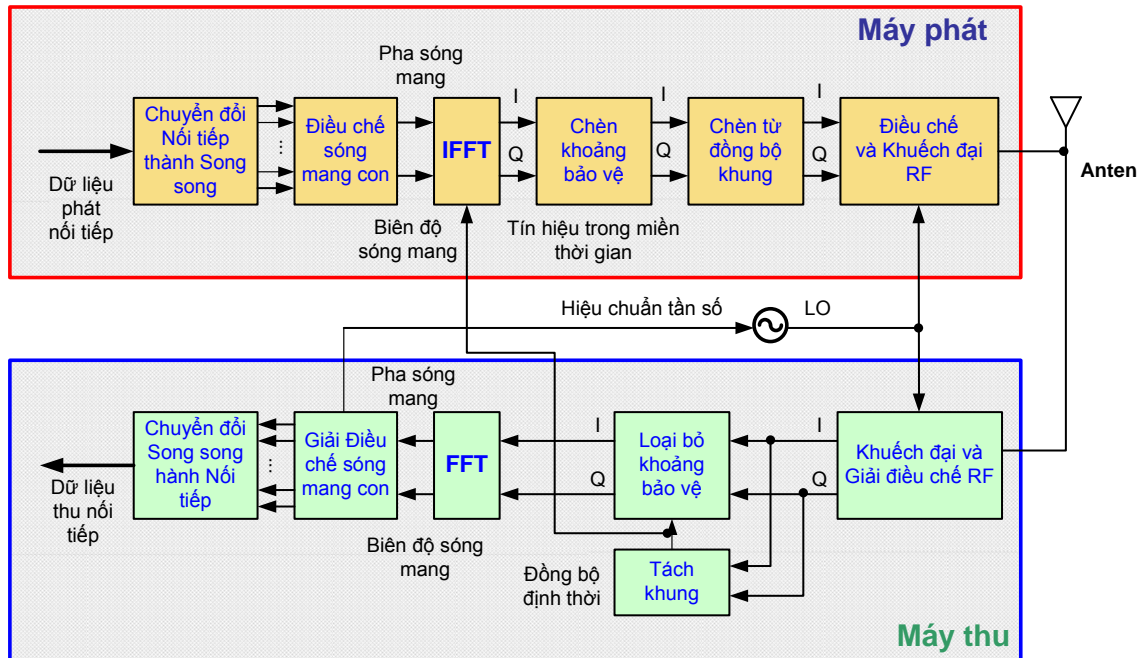 Máy phát
Pha sóng
mang
Chuyển đổi
Nối tiếp
thành Song
song
⋮
Điều chế
sóng
mang con
IFFT
I
Q
Chèn
khoảng
bảo vệ
I
Q
Chèn từ
đồng bộ
khung
I
Q
Điều chế
và Khuếch đại
RF
Anten
Dữ liệu
phát
nối tiếp
Biên độ
sóng mang
Tín hiệu trong miền
thời gian
Hiệu chuẩn tần số
LO
Pha sóng
mang
Chuyển đổi
Song song
hành Nối
tiếp
⋮
Giải Điều
chế sóng
mang con
FFT
I
Q
Loại bỏ
khoảng
bảo vệ
I
Q
Khuếch đại và
Giải điều chế RF
Dữ liệu
thu nối
tiếp
Biên độ sóng
mang
Đồng bộ
định thời
Tách
khung
Máy thu